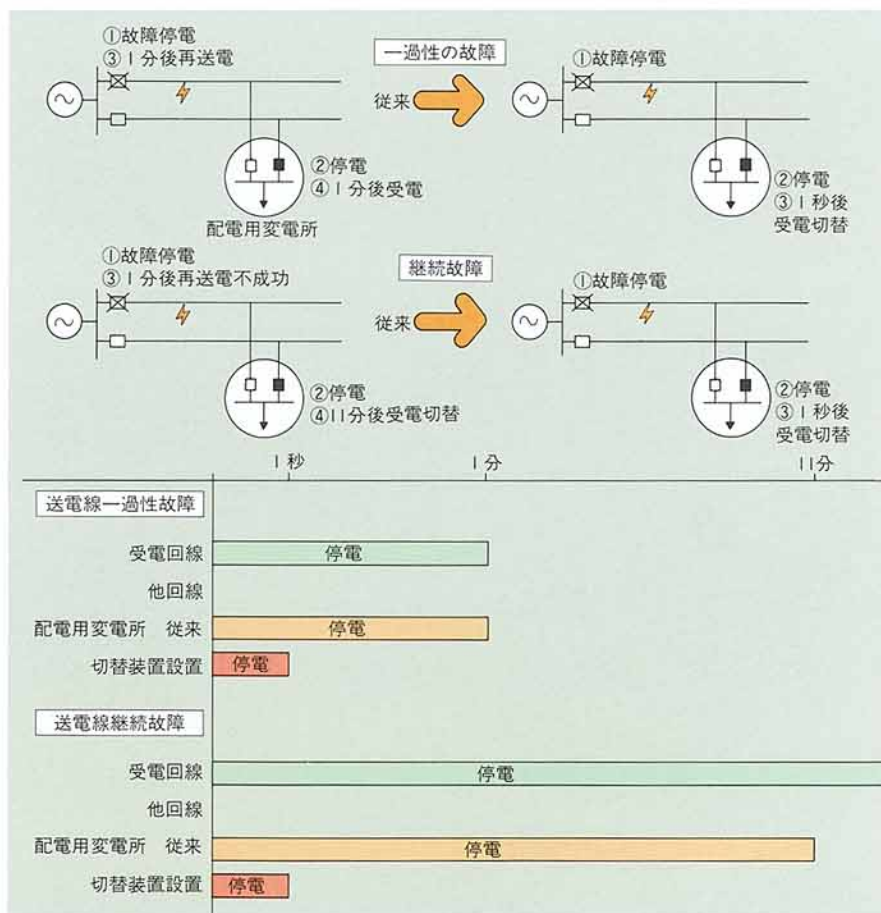 ①故障停電
③1分後再送電
一過性の故障
従来
①故障停電
②停電
④1分後受電
配電用変電所
②停電
③1秒後
受電切替
①故障停電
③1分後再送電不成功
継続故障
従来
①故障停電
②停電
④11分後受電切替
②停電
③1秒後
受電切替
1秒
1分
11分
送電線一過性故障
受電回線
停電
他回線
配電用変電所 従来
停電
切替装置設置
停電
送電線継続故障
受電回線
停電
他回線
配電用変電所 従来
停電
切替装置設置
停電